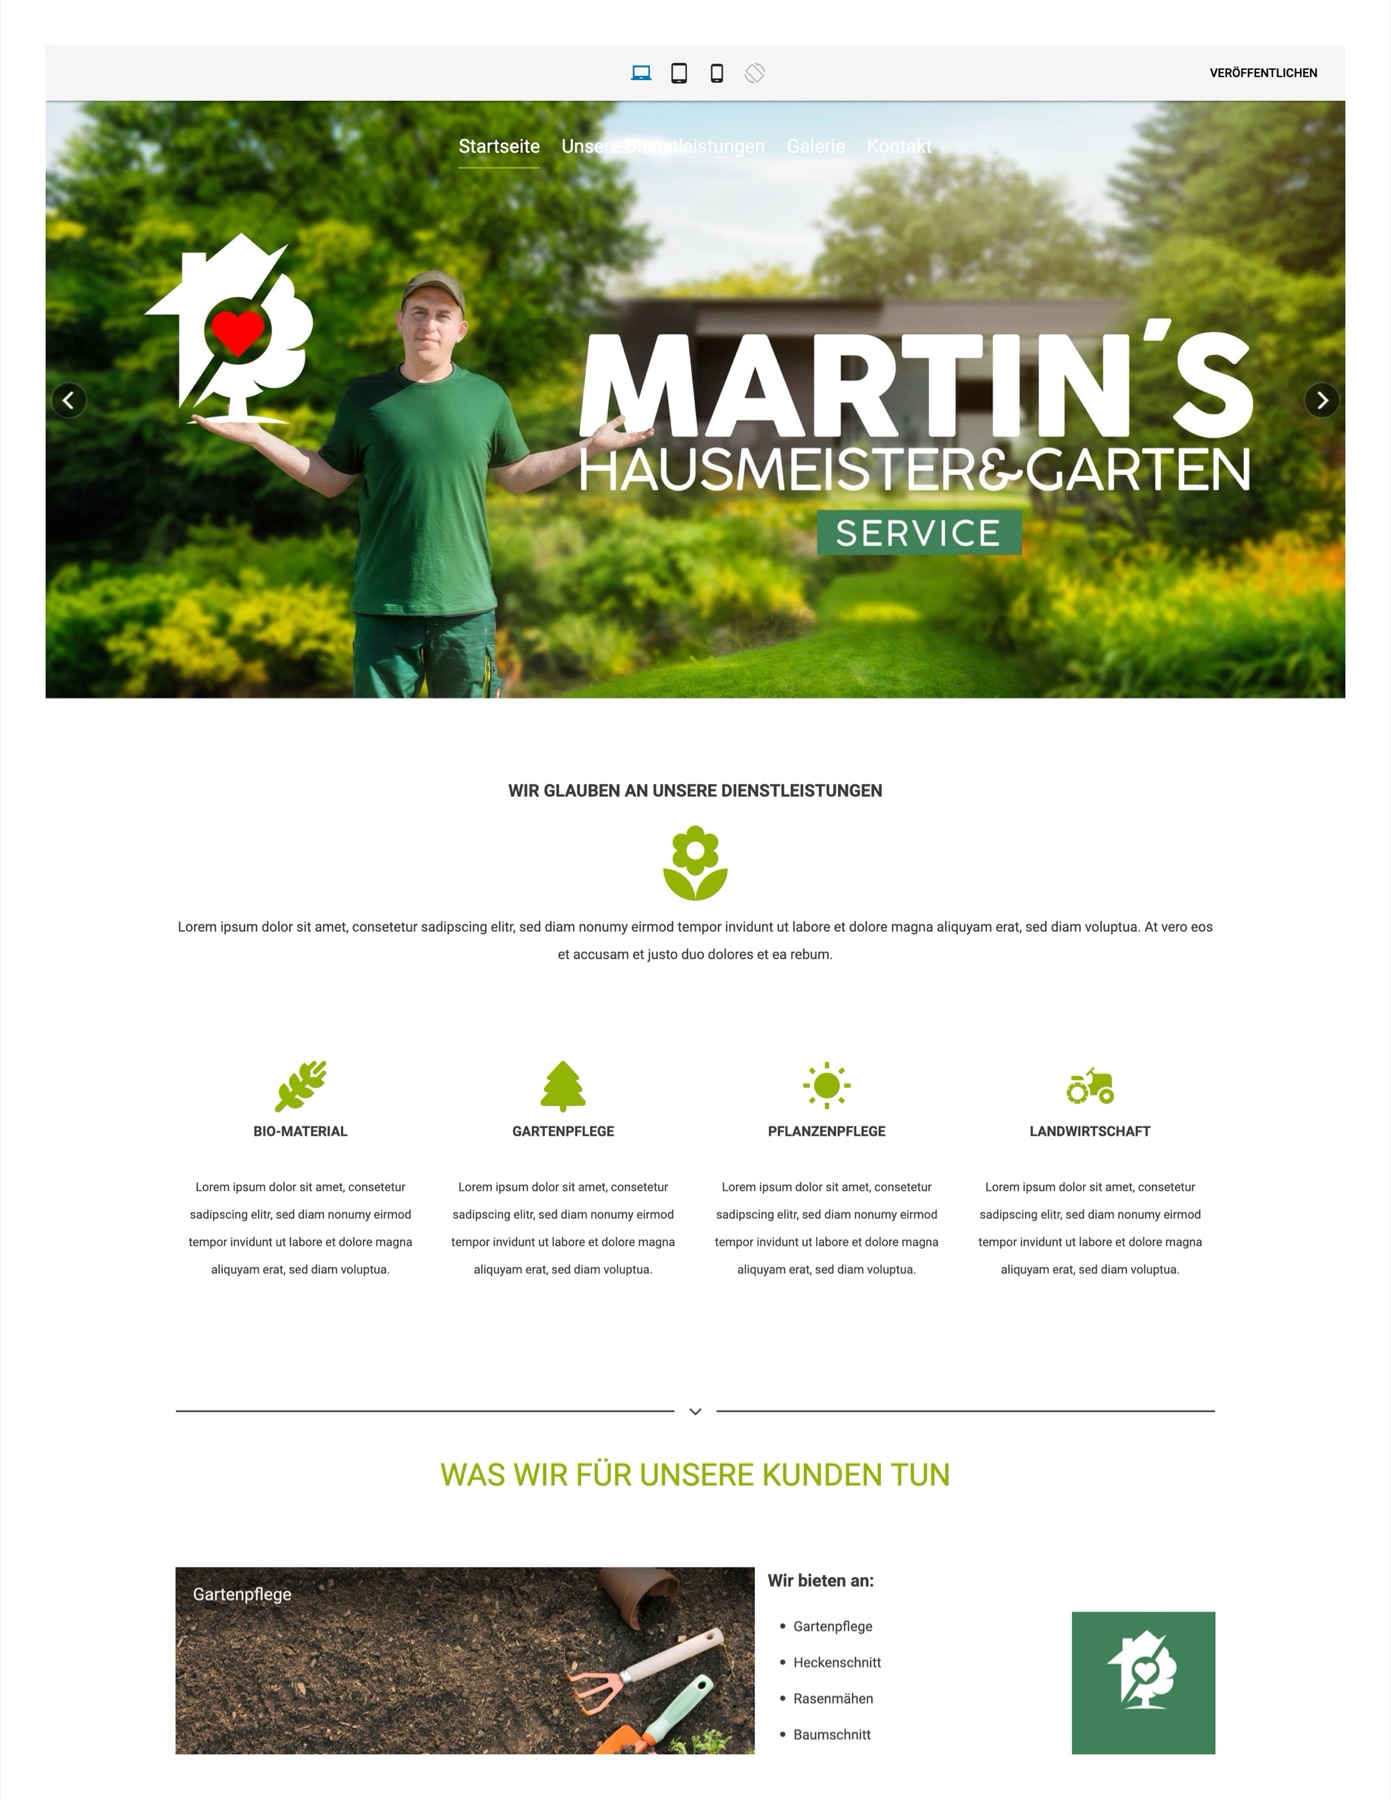 VERÖFFENTLICHEN
Startseite Unsere Dienstleistungen Galerie Kontakt
MARTIN´S
HAUSMEISTER&GARTEN
SERVICE
WIR GLAUBEN AN UNSERE DIENSTLEISTUNGEN
Lorem ipsum dolor sit amet, consetetur sadipscing elitr, sed diam nonumy eirmod tempor invidunt ut labore et dolore magna aliquyam erat, sed diam voluptua. At vero eos
et accusam et justo duo dolores et ea rebum.
BIO-MATERIAL
Lorem ipsum dolor sit amet, consetetur
sadipscing elitr, sed diam nonumy eirmod
tempor invidunt ut labore et dolore magna
aliquyam erat, sed diam voluptua.
GARTENPFLEGE
Lorem ipsum dolor sit amet, consetetur
sadipscing elitr, sed diam nonumy eirmod
tempor invidunt ut labore et dolore magna
aliquyam erat, sed diam voluptua.
PFLANZENPFLEGE
Lorem ipsum dolor sit amet, consetetur
sadipscing elitr, sed diam nonumy eirmod
tempor invidunt ut labore et dolore magna
aliquyam erat, sed diam voluptua.
LANDWIRTSCHAFT
Lorem ipsum dolor sit amet, consetetur
sadipscing elitr, sed diam nonumy eirmod
tempor invidunt ut labore et dolore magna
aliquyam erat, sed diam voluptua.
WAS WIR FÜR UNSERE KUNDEN TUN
Gartenpflege
Wir bieten an:
• Gartenpflege
• Heckenschnitt
• Rasenmähen
• Baumschnitt